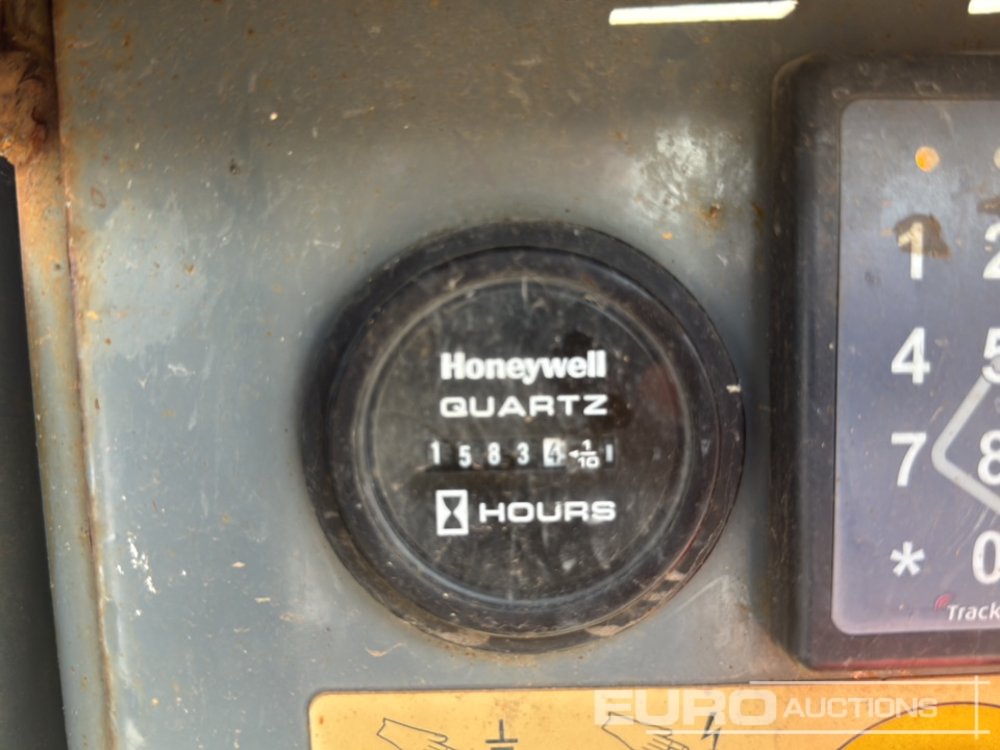 Honeywell
QUARTZ
1 5 8 3 4 1/10
HOURS
1 2
4 5
7 8
* 0
Track
EURO AUCTIONS